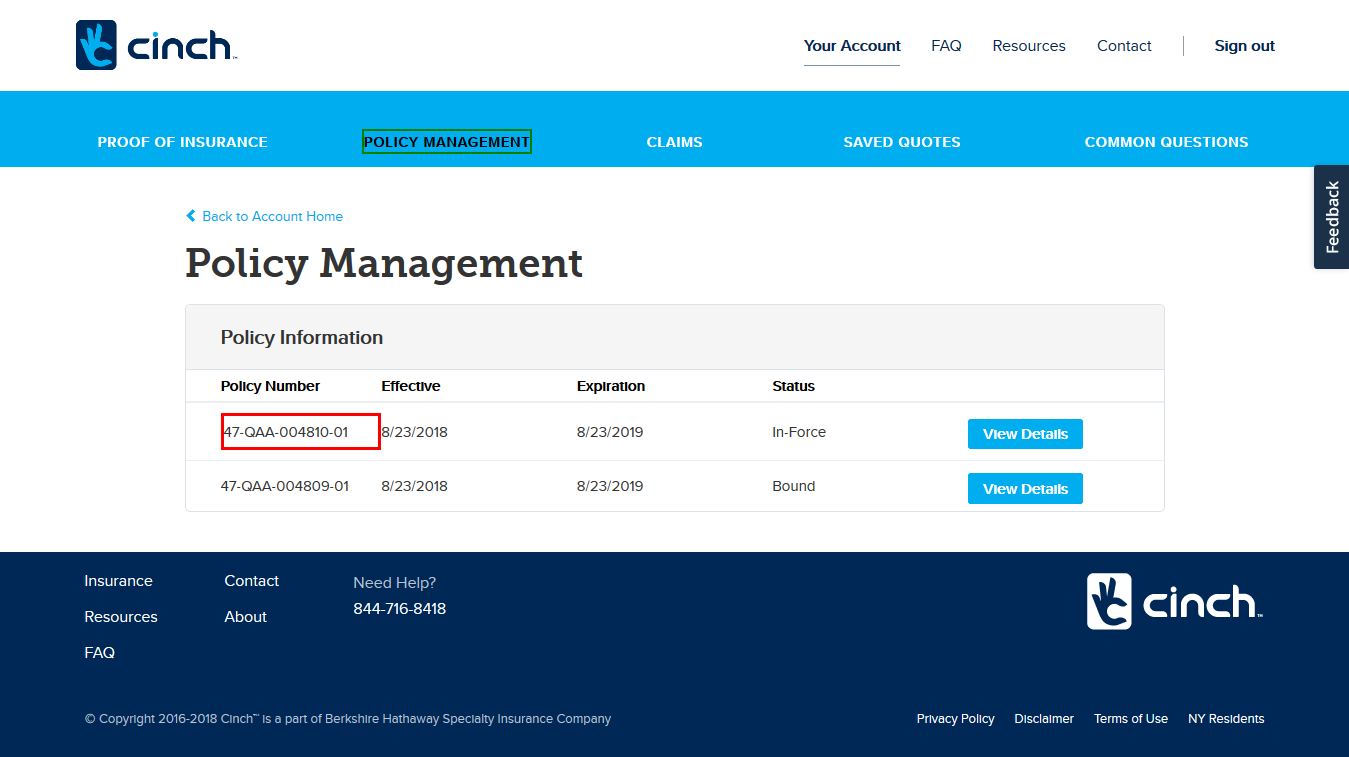 cinch™
Your Account FAQ Resources Contact Sign out
PROOF OF INSURANCE POLICY MANAGEMENT CLAIMS SAVED QUOTES COMMON QUESTIONS
Feedback
Back to Account Home
Policy Management
Policy Information
Policy Number Effective Expiration Status
47-QAA-004810-01 8/23/2018 8/23/2019 In-Force View Details
47-QAA-004809-01 8/23/2018 8/23/2019 Bound View Details
Insurance Contact Need Help?
Resources About 844-716-8418
FAQ
cinch™
© Copyright 2016-2018 Cinch™ is a part of Berkshire Hathaway Specialty Insurance Company
Privacy Policy Disclaimer Terms of Use NY Residents